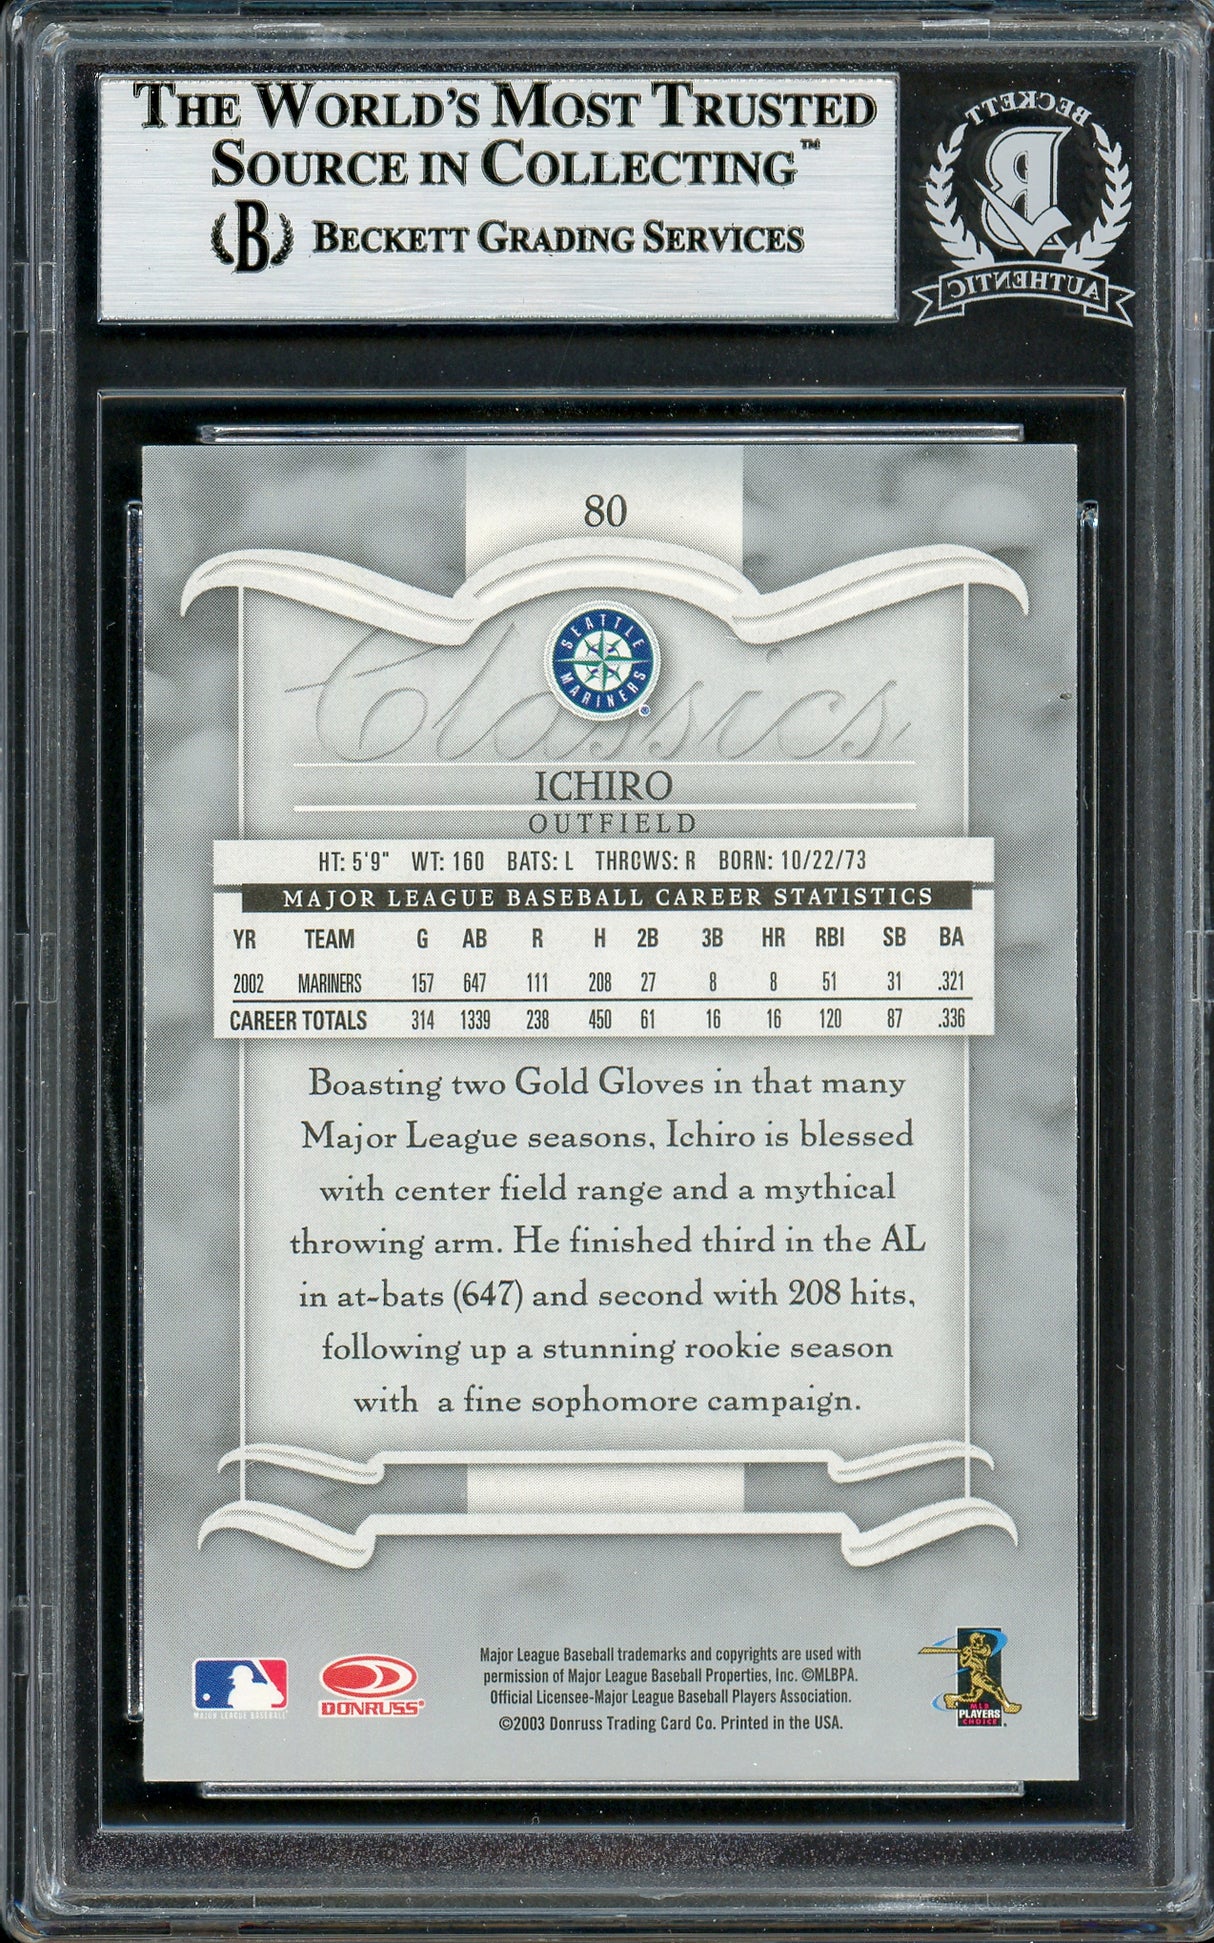 THE WORLD'S MOST TRUSTED
SOURCE IN COLLECTING™
B BECKETT GRADING SERVICES
BECKETT
B
AUTHENTIC
80
Classics
SEATTLE
MARINERS
ICHIRO
OUTFIELD
HT: 5'9" WT: 160 BATS: L THROWS: R BORN: 10/22/73
MAJOR LEAGUE BASEBALL CAREER STATISTICS
YR TEAM G AB R H 2B 3B HR RBI SB BA
2002 MARINERS 157 647 111 208 27 8 8 51 31 .321
CAREER TOTALS 314 1339 238 450 61 16 16 120 87 .336
Boasting two Gold Gloves in that many
Major League seasons, Ichiro is blessed
with center field range and a mythical
throwing arm. He finished third in the AL
in at-bats (647) and second with 208 hits,
following up a stunning rookie season
with a fine sophomore campaign.
Major League Baseball trademarks and copyrights are used with
permission of Major League Baseball Properties, Inc. ©MLBPA.
Official Licensee-Major League Baseball Players Association.
©2003 Donruss Trading Card Co. Printed in the USA.
MAJOR LEAGUE BASEBALL
DONRUSS®
MLB
PLAYERS
CHOICE